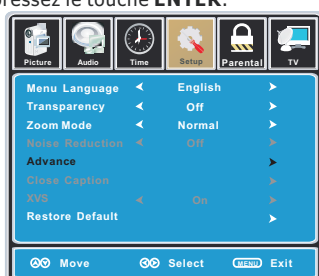 pressez le touche ENTER.
Picture Audio Time Setup Parental TV
Menu Language English
Transparency Off
Zoom Mode Normal
Noise Reduction Off
Advance
Close Caption
XVS On
Restore Default
Move Select MENU Exit